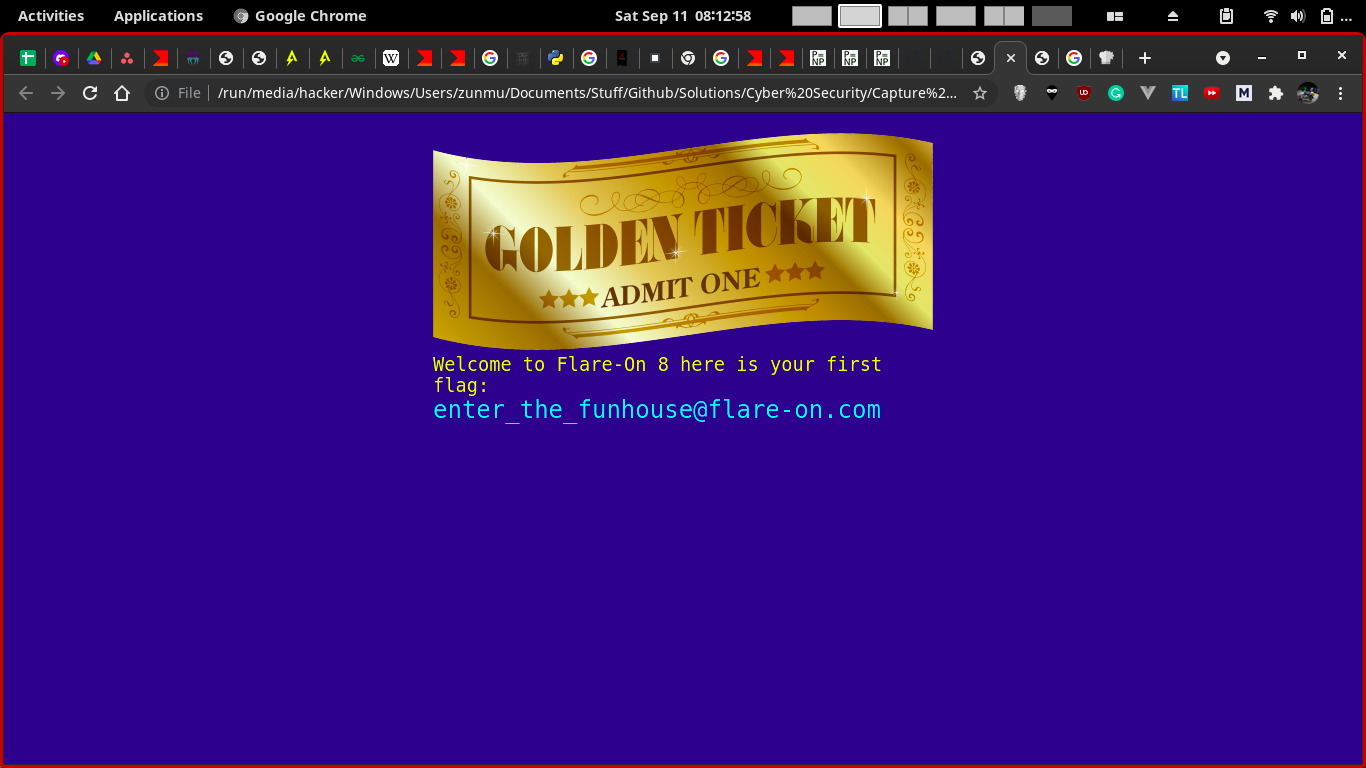 Activities Applications Google Chrome Sat Sep 11 08:12:58 ...
File /run/media/hacker/Windows/Users/zunmu/Documents/Stuff/Github/Solutions/Cyber%20Security/Capture%2...
GOLDEN TICKET
ADMIT ONE
Welcome to Flare-On 8 here is your first
flag:
enter_the_funhouse@flare-on.com